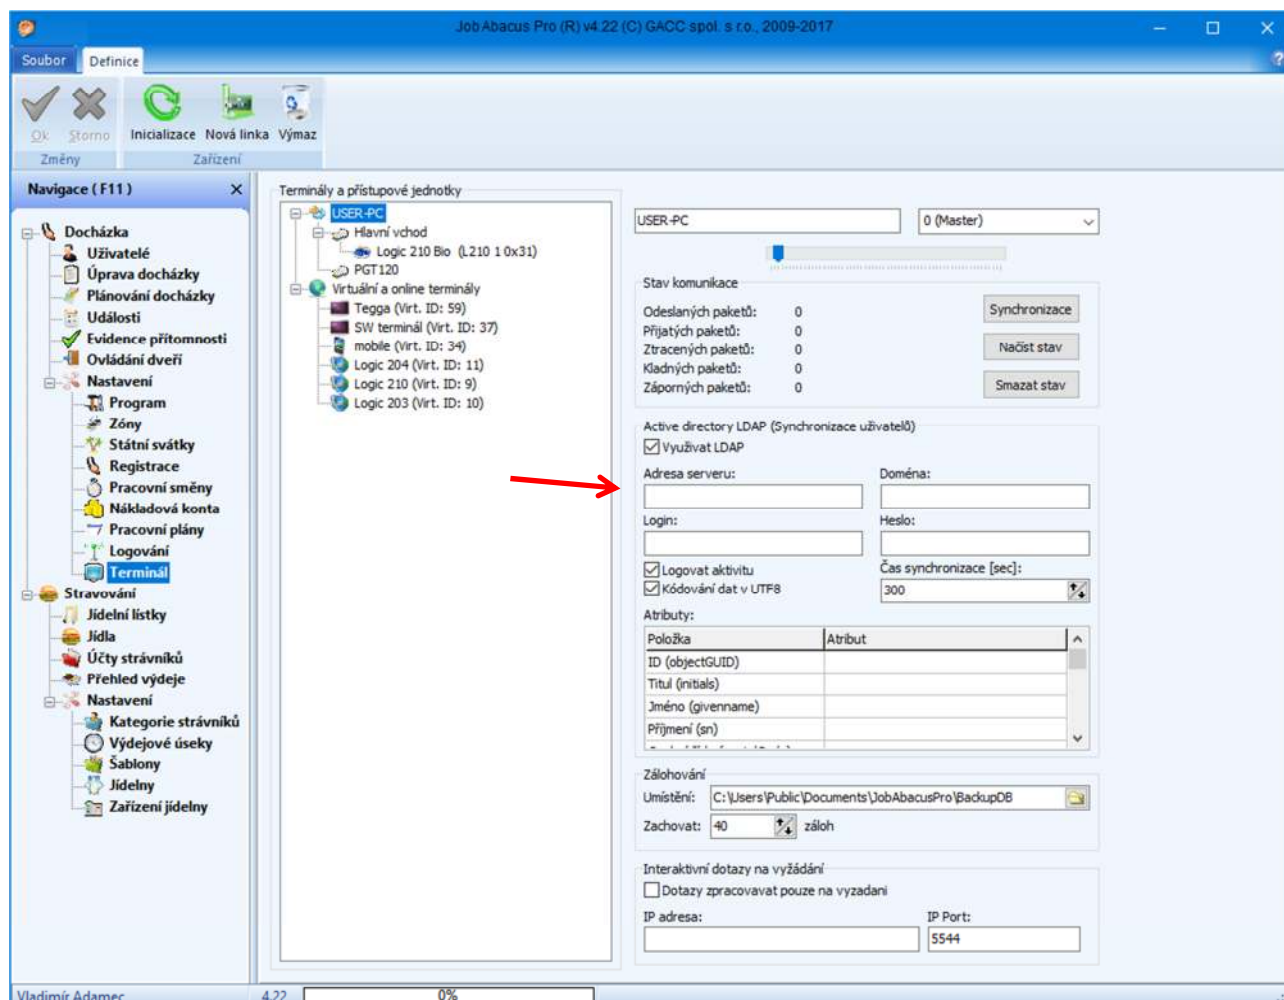 Job Abacus Pro (R) v4.22 (C) GACC spol. s r.o., 2009-2017
Soubor Definice
Ok Storno Inicializace Nová linka Výmaz
Změny Zařízení
Navigace ( F11 )
Docházka
Uživatelé
Úprava docházky
Plánování docházky
Události
Evidence přítomnosti
Ovládání dveří
Nastavení
Program
Zóny
Státní svátky
Registrace
Pracovní směny
Nákladová konta
Pracovní plány
Logování
Terminál
Stravování
Jídelní lístky
Jídla
Účty strávníků
Přehled výdeje
Nastavení
Kategorie strávníků
Výdejové úseky
Šablony
Jídelny
Zařízení jídelny
Terminály a přístupové jednotky
USER-PC
Hlavní vchod
Logic 210 Bio (L210 1 0x31)
PGT120
Virtuální a online terminály
Tegga (Virt. ID: 59)
SW terminál (Virt. ID: 37)
mobile (Virt. ID: 34)
Logic 204 (Virt. ID: 11)
Logic 210 (Virt. ID: 9)
Logic 203 (Virt. ID: 10)
USER-PC 0 (Master)
Stav komunikace
Odeslaných paketů: 0
Přijatých paketů: 0
Ztracených paketů: 0
Kladných paketů: 0
Záporných paketů: 0
Synchronizace
Načíst stav
Smazat stav
Active directory LDAP (Synchronizace uživatelů)
Využivat LDAP
Adresa serveru: Doména:
Login: Heslo:
Logovat aktivitu Čas synchronizace [sec]:
Kódování dat v UTF8 300
Atributy:
Položka Atribut
ID (objectGUID)
Titul (initials)
Jméno (givenname)
Příjmení (sn)
Zálohování
Umístění: C:\Users\Public\Documents\JobAbacusPro\BackupDB
Zachovat: 40 záloh
Interaktivní dotazy na vyžádání
Dotazy zpracovavat pouze na vyzadani
IP adresa: IP Port:
5544
Vladimír Adamec 4.22 0%